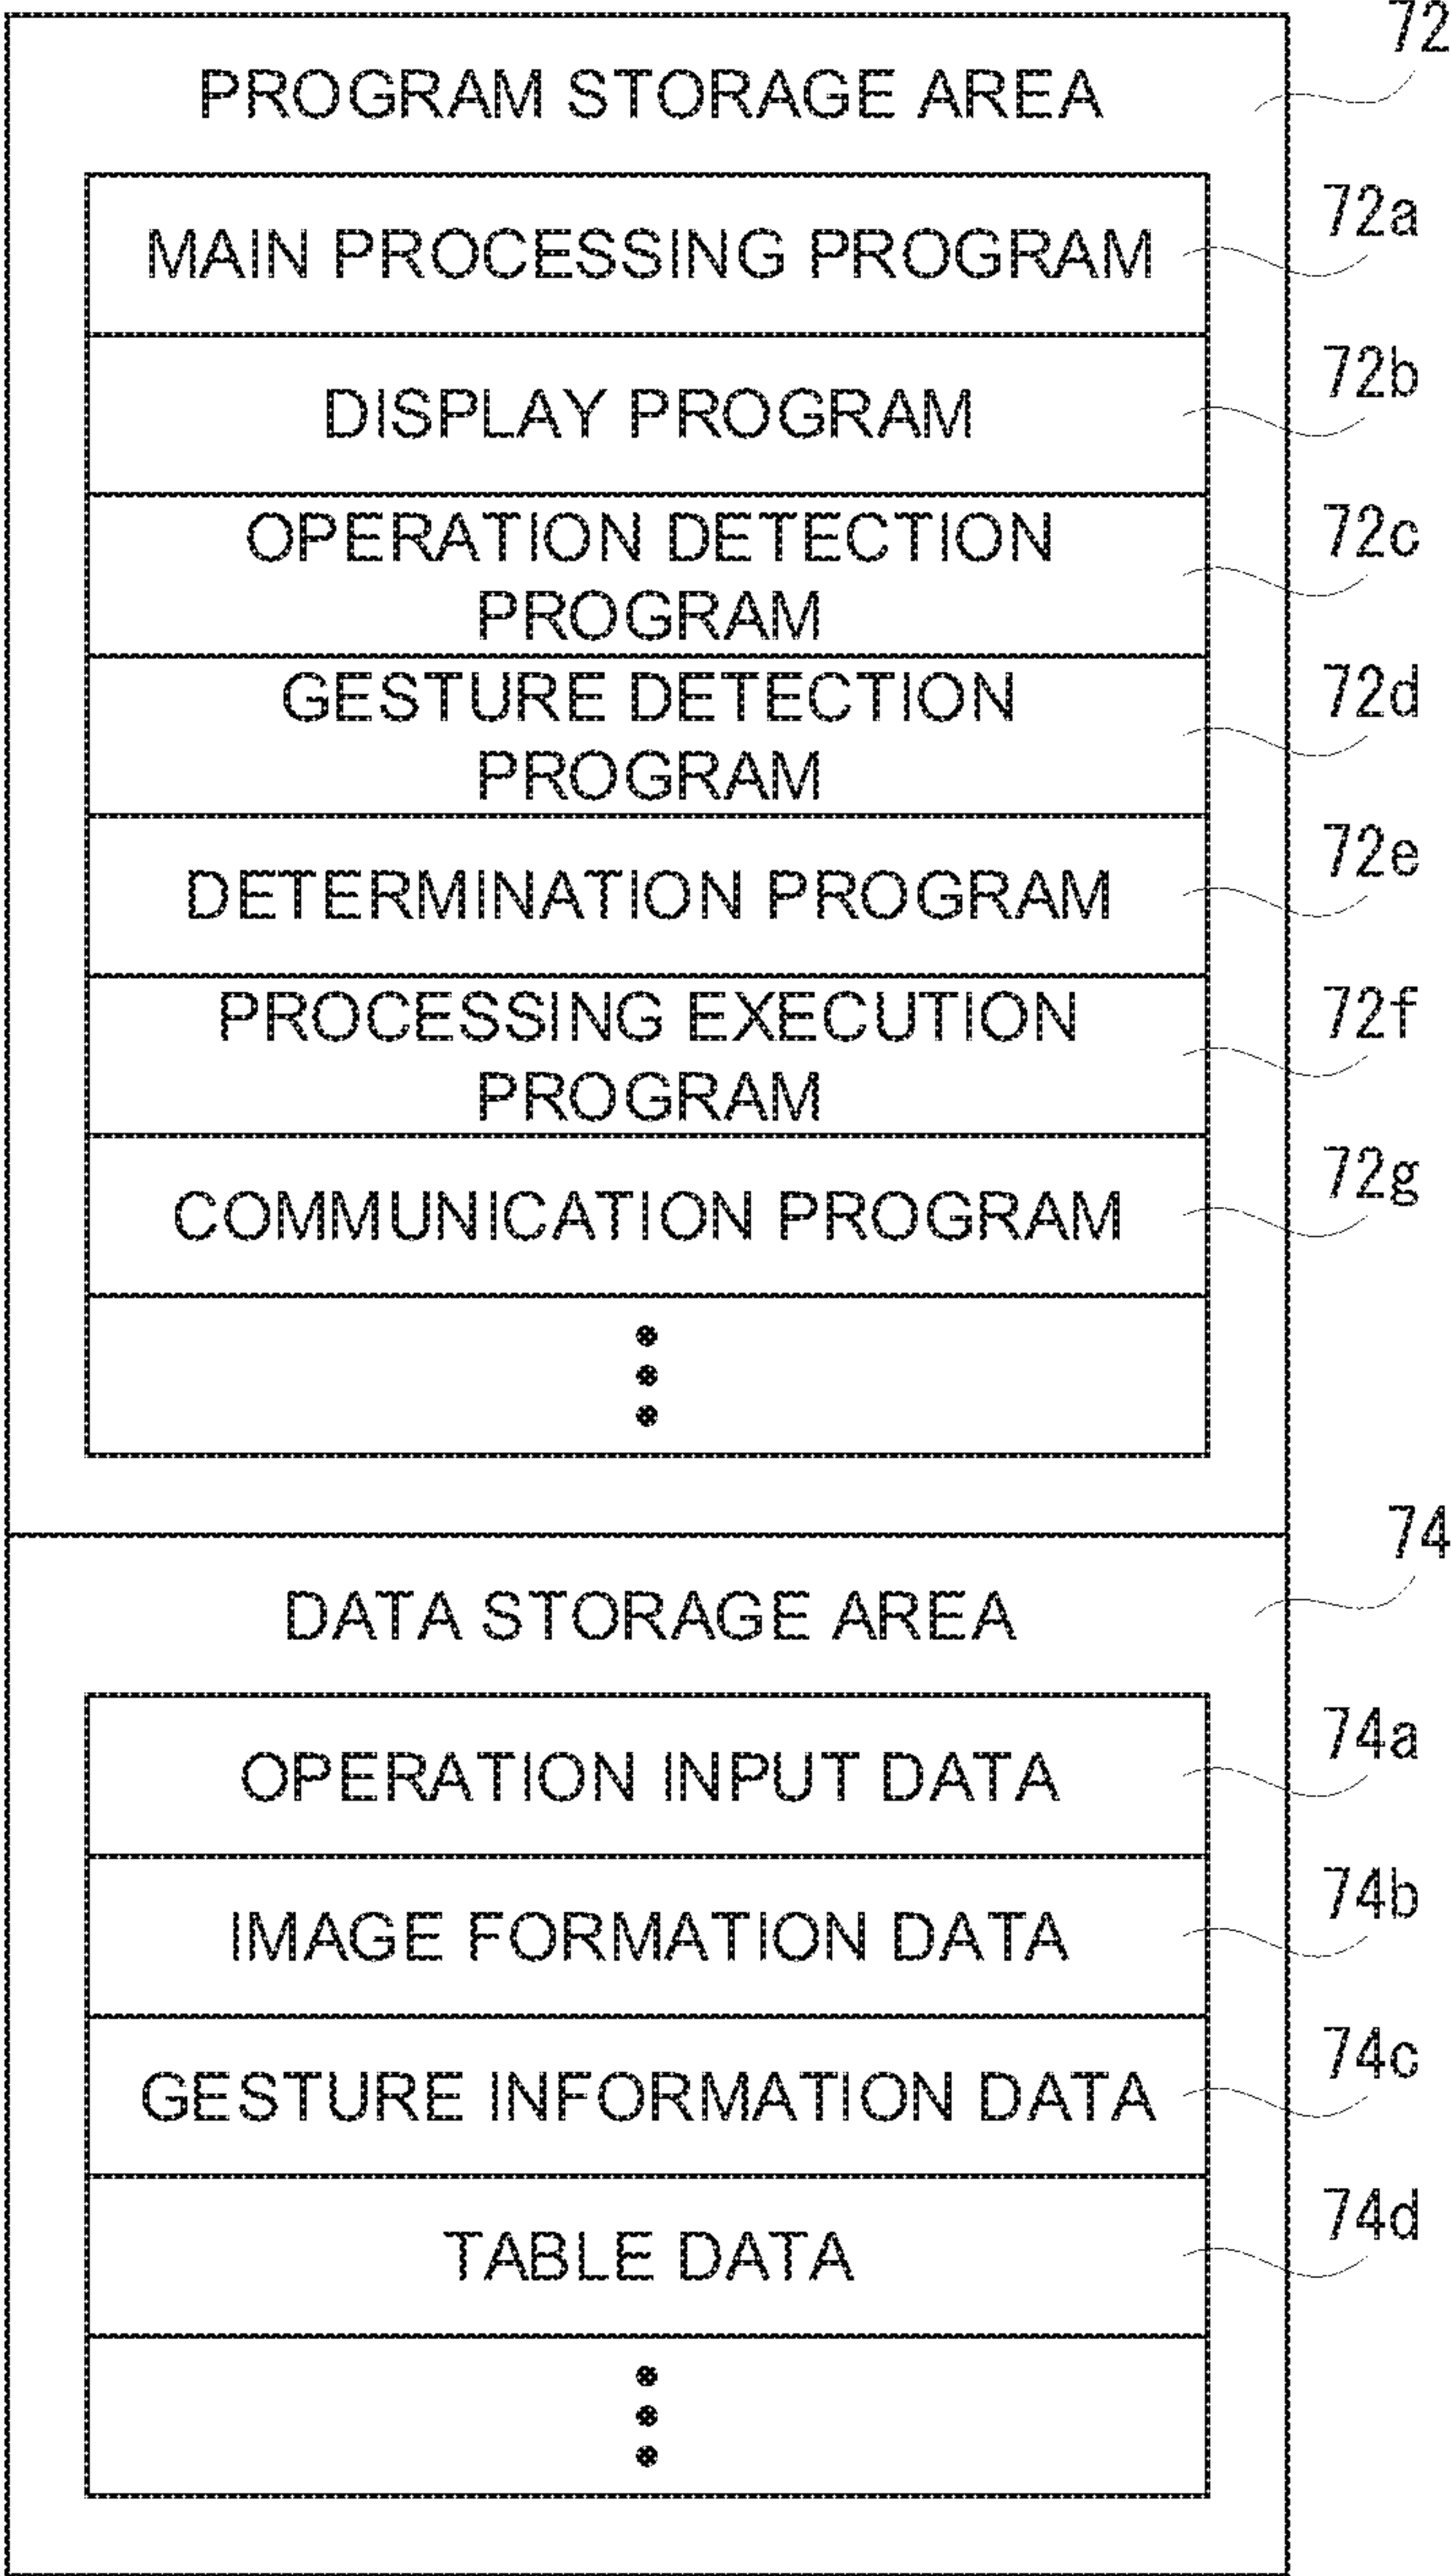 72
PROGRAM STORAGE AREA
72a
MAIN PROCESSING PROGRAM
72b
DISPLAY PROGRAM
72c
OPERATION DETECTION
PROGRAM
72d
GESTURE DETECTION
PROGRAM
72e
DETERMINATION PROGRAM
72f
PROCESSING EXECUTION
PROGRAM
72g
COMMUNICATION PROGRAM
74
DATA STORAGE AREA
74a
OPERATION INPUT DATA
74b
IMAGE FORMATION DATA
74c
GESTURE INFORMATION DATA
74d
TABLE DATA